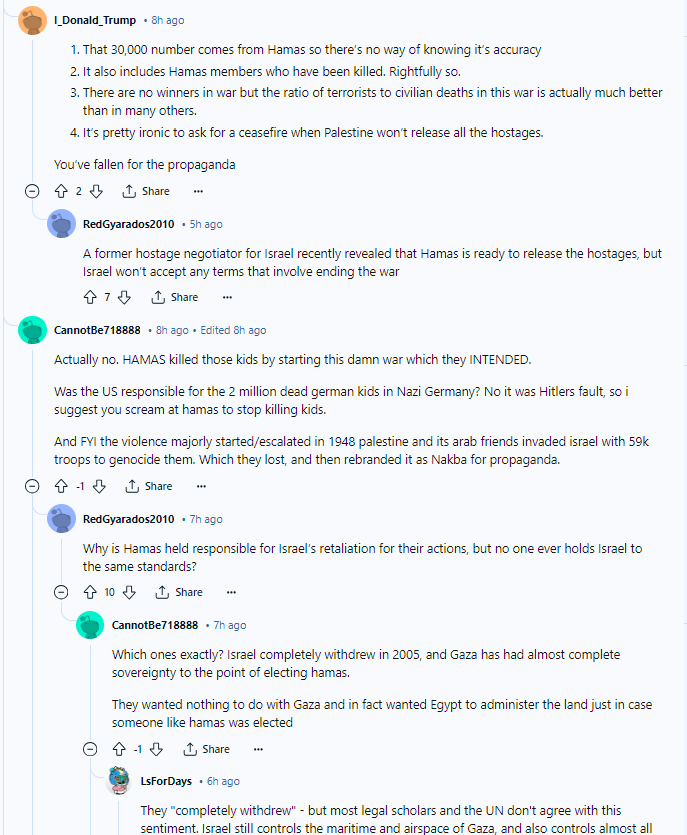 I_Donald_Trump • 8h ago
1. That 30,000 number comes from Hamas so there's no way of knowing it's accuracy
2. It also includes Hamas members who have been killed. Rightfully so.
3. There are no winners in war but the ratio of terrorists to civilian deaths in this war is actually much better
than in many others.
4. It's pretty ironic to ask for a ceasefire when Palestine won't release all the hostages.
You've fallen for the propaganda
2 Share ...
RedGyarados2010 • 5h ago
A former hostage negotiator for Israel recently revealed that Hamas is ready to release the hostages, but
Israel won't accept any terms that involve ending the war
7 Share ...
CannotBe718888 • 8h ago • Edited 8h ago
Actually no. HAMAS killed those kids by starting this damn war which they INTENDED.
Was the US responsible for the 2 million dead german kids in Nazi Germany? No it was Hitlers fault, so i
suggest you scream at hamas to stop killing kids.
And FYI the violence majorly started/escalated in 1948 palestine and its arab friends invaded israel with 59k
troops to genocide them. Which they lost, and then rebranded it as Nakba for propaganda.
-1 Share ...
RedGyarados2010 • 7h ago
Why is Hamas held responsible for Israel's retaliation for their actions, but no one ever holds Israel to
the same standards?
10 Share ...
CannotBe718888 • 7h ago
Which ones exactly? Israel completely withdrew in 2005, and Gaza has had almost complete
sovereignty to the point of electing hamas.
They wanted nothing to do with Gaza and in fact wanted Egypt to administer the land just in case
someone like hamas was elected
-1 Share ...
LsForDays • 6h ago
They "completely withdrew" - but most legal scholars and the UN don't agree with this
sentiment. Israel still controls the maritime and airspace of Gaza, and also controls almost all